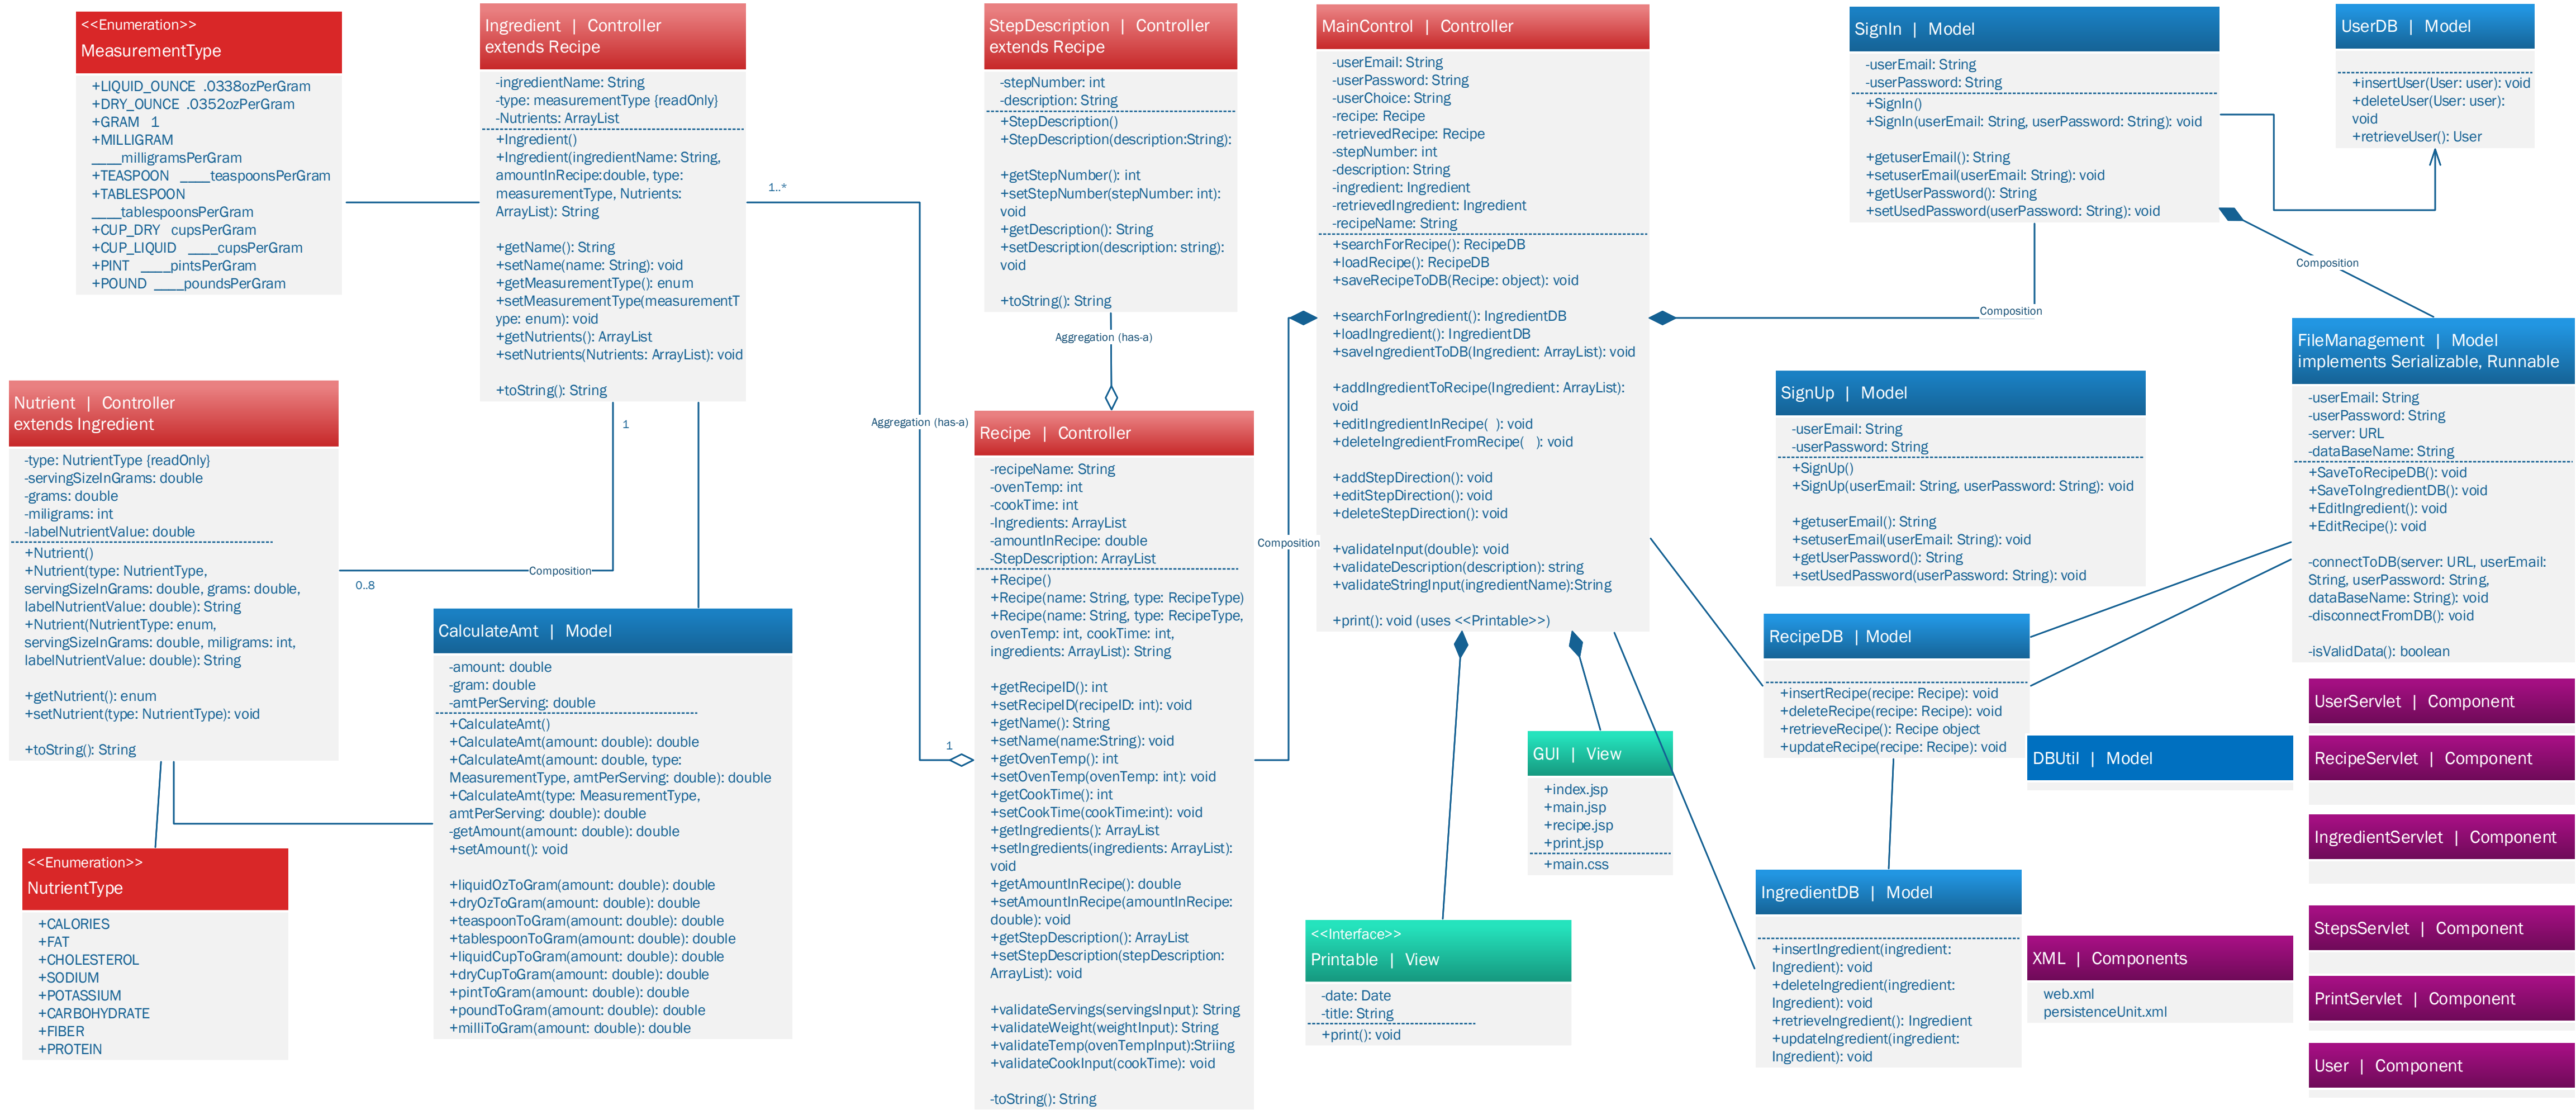 <<Enumeration>>
MeasurementType
+LIQUID_OUNCE .0338ozPerGram
+DRY_OUNCE .0352ozPerGram
+GRAM 1
+MILLIGRAM
____milligramsPerGram
+TEASPOON ____teaspoonsPerGram
+TABLESPOON
____tablespoonsPerGram
+CUP_DRY cupsPerGram
+CUP_LIQUID ____cupsPerGram
+PINT ____pintsPerGram
+POUND ____poundsPerGram
Ingredient | Controller
extends Recipe
-ingredientName: String
-type: measurementType {readOnly}
-Nutrients: ArrayList
+Ingredient()
+Ingredient(ingredientName: String,
amountInRecipe:double, type:
measurementType, Nutrients:
ArrayList): String
+getName(): String
+setName(name: String): void
+getMeasurementType(): enum
+setMeasurementType(measurementT
ype: enum): void
+getNutrients(): ArrayList
+setNutrients(Nutrients: ArrayList): void
+toString(): String
1..*
StepDescription | Controller
extends Recipe
-stepNumber: int
-description: String
+StepDescription()
+StepDescription(description:String):
+getStepNumber(): int
+setStepNumber(stepNumber: int):
void
+getDescription(): String
+setDescription(description: string):
void
+toString(): String
Aggregation (has-a)
MainControl | Controller
-userEmail: String
-userPassword: String
-userChoice: String
-recipe: Recipe
-retrievedRecipe: Recipe
-stepNumber: int
-description: String
-ingredient: Ingredient
-retrievedIngredient: Ingredient
-recipeName: String
+searchForRecipe(): RecipeDB
+loadRecipe(): RecipeDB
+saveRecipeToDB(Recipe: object): void
+searchForIngredient(): IngredientDB
+loadIngredient(): IngredientDB
+saveIngredientToDB(Ingredient: ArrayList): void
+addIngredientToRecipe(Ingredient: ArrayList):
void
+editIngredientInRecipe( ): void
+deleteIngredientFromRecipe( ): void
+addStepDirection(): void
+editStepDirection(): void
+deleteStepDirection(): void
+validateInput(double): void
+validateDescription(description): string
+validateStringInput(ingredientName):String
+print(): void (uses <<Printable>>)
SignIn | Model
-userEmail: String
-userPassword: String
+SignIn()
+SignIn(userEmail: String, userPassword: String): void
+getuserEmail(): String
+setuserEmail(userEmail: String): void
+getUserPassword(): String
+setUsedPassword(userPassword: String): void
Composition
UserDB | Model
+insertUser(User: user): void
+deleteUser(User: user):
void
+retrieveUser(): User
Composition
FileManagement | Model
implements Serializable, Runnable
-userEmail: String
-userPassword: String
-server: URL
-dataBaseName: String
+SaveToRecipeDB(): void
+SaveToIngredientDB(): void
+EditIngredient(): void
+EditRecipe(): void
-connectToDB(server: URL, userEmail:
String, userPassword: String,
dataBaseName: String): void
-disconnectFromDB(): void
-isValidData(): boolean
SignUp | Model
-userEmail: String
-userPassword: String
+SignUp()
+SignUp(userEmail: String, userPassword: String): void
+getuserEmail(): String
+setuserEmail(userEmail: String): void
+getUserPassword(): String
+setUsedPassword(userPassword: String): void
Nutrient | Controller
extends Ingredient
-type: NutrientType {readOnly}
-servingSizeInGrams: double
-grams: double
-miligrams: int
-labelNutrientValue: double
+Nutrient()
+Nutrient(type: NutrientType,
servingSizeInGrams: double, grams: double,
labelNutrientValue: double): String
+Nutrient(NutrientType: enum,
servingSizeInGrams: double, miligrams: int,
labelNutrientValue: double): String
+getNutrient(): enum
+setNutrient(type: NutrientType): void
+toString(): String
1
Composition
0..8
Aggregation (has-a)
1
CalculateAmt | Model
-amount: double
-gram: double
-amtPerServing: double
+CalculateAmt()
+CalculateAmt(amount: double): double
+CalculateAmt(amount: double, type:
MeasurementType, amtPerServing: double): double
+CalculateAmt(type: MeasurementType,
amtPerServing: double): double
-getAmount(amount: double): double
+setAmount(): void
+liquidOzToGram(amount: double): double
+dryOzToGram(amount: double): double
+teaspoonToGram(amount: double): double
+tablespoonToGram(amount: double): double
+liquidCupToGram(amount: double): double
+dryCupToGram(amount: double): double
+pintToGram(amount: double): double
+poundToGram(amount: double): double
+milliToGram(amount: double): double
Recipe | Controller
-recipeName: String
-ovenTemp: int
-cookTime: int
-Ingredients: ArrayList
-amountInRecipe: double
-StepDescription: ArrayList
+Recipe()
+Recipe(name: String, type: RecipeType)
+Recipe(name: String, type: RecipeType,
ovenTemp: int, cookTime: int,
ingredients: ArrayList): String
+getRecipeID(): int
+setRecipeID(recipeID: int): void
+getName(): String
+setName(name:String): void
+getOvenTemp(): int
+setOvenTemp(ovenTemp: int): void
+getCookTime(): int
+setCookTime(cookTime:int): void
+getIngredients(): ArrayList
+setIngredients(ingredients: ArrayList):
void
+getAmountInRecipe(): double
+setAmountInRecipe(amountInRecipe:
double): void
+getStepDescription(): ArrayList
+setStepDescription(stepDescription:
ArrayList): void
+validateServings(servingsInput): String
+validateWeight(weightInput): String
+validateTemp(ovenTempInput):Striing
+validateCookInput(cookTime): void
-toString(): String
Composition
<<Enumeration>>
NutrientType
+CALORIES
+FAT
+CHOLESTEROL
+SODIUM
+POTASSIUM
+CARBOHYDRATE
+FIBER
+PROTEIN
GUI | View
+index.jsp
+main.jsp
+recipe.jsp
+print.jsp
+main.css
<<Interface>>
Printable | View
-date: Date
-title: String
+print(): void
RecipeDB | Model
+insertRecipe(recipe: Recipe): void
+deleteRecipe(recipe: Recipe): void
+retrieveRecipe(): Recipe object
+updateRecipe(recipe: Recipe): void
IngredientDB | Model
+insertIngredient(ingredient:
Ingredient): void
+deleteIngredient(ingredient:
Ingredient): void
+retrieveIngredient(): Ingredient
+updateIngredient(ingredient:
Ingredient): void
DBUtil | Model
XML | Components
web.xml
persistenceUnit.xml
UserServlet | Component
RecipeServlet | Component
IngredientServlet | Component
StepsServlet | Component
PrintServlet | Component
User | Component